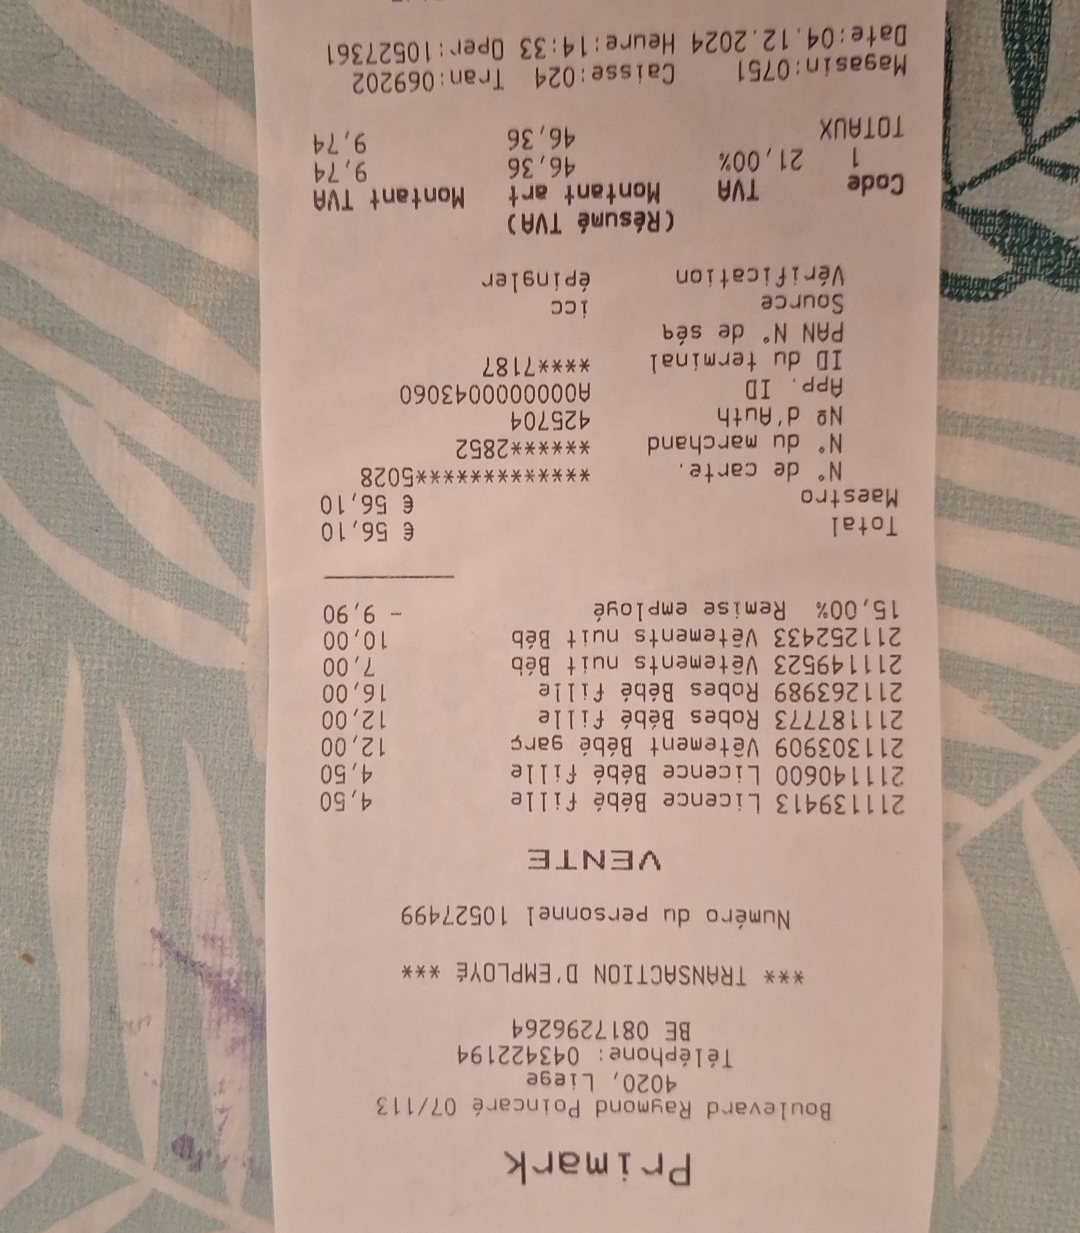 Primark
Boulevard Raymond Poincaré 07/113
4020, Liege
Téléphone: 043422194
BE 0817296264
*** TRANSACTION D'EMPLOYÉ ***
Numéro du personnel 10527499
VENTE
211139413 Licence Bébé fille 4,50
211140600 Licence Bébé fille 4,50
211303909 Vêtement Bébé garç 12,00
211187773 Robes Bébé fille 12,00
211263989 Robes Bébé fille 16,00
211149523 Vêtements nuit Béb 7,00
211252433 Vêtements nuit Béb 10,00
15,00% Remise employé - 9,90
Total € 56,10
Maestro € 56,10
N° de carte. **************5028
N° du marchand ******2852
Nº d'Auth 425704
App. ID A0000000043060
ID du terminal ****7187
PAN N° de séq
Source icc
Vérification épingler
(Résumé TVA)
Code TVA Montant art Montant TVA
1 21,00% 46,36 9,74
TOTAUX 46,36 9,74
Magasin:0751 Caisse:024 Tran:069202
Date:04.12.2024 Heure:14:33 Oper:10527361